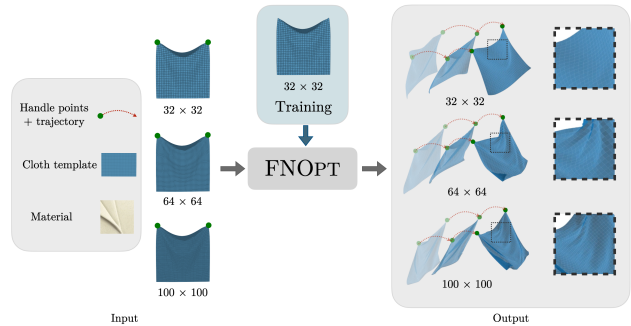 Handle points
+ trajectory
Cloth template
Material
32 × 32
64 × 64
100 × 100
Input
32 × 32
Training
FNOPT
32 × 32
64 × 64
100 × 100
Output